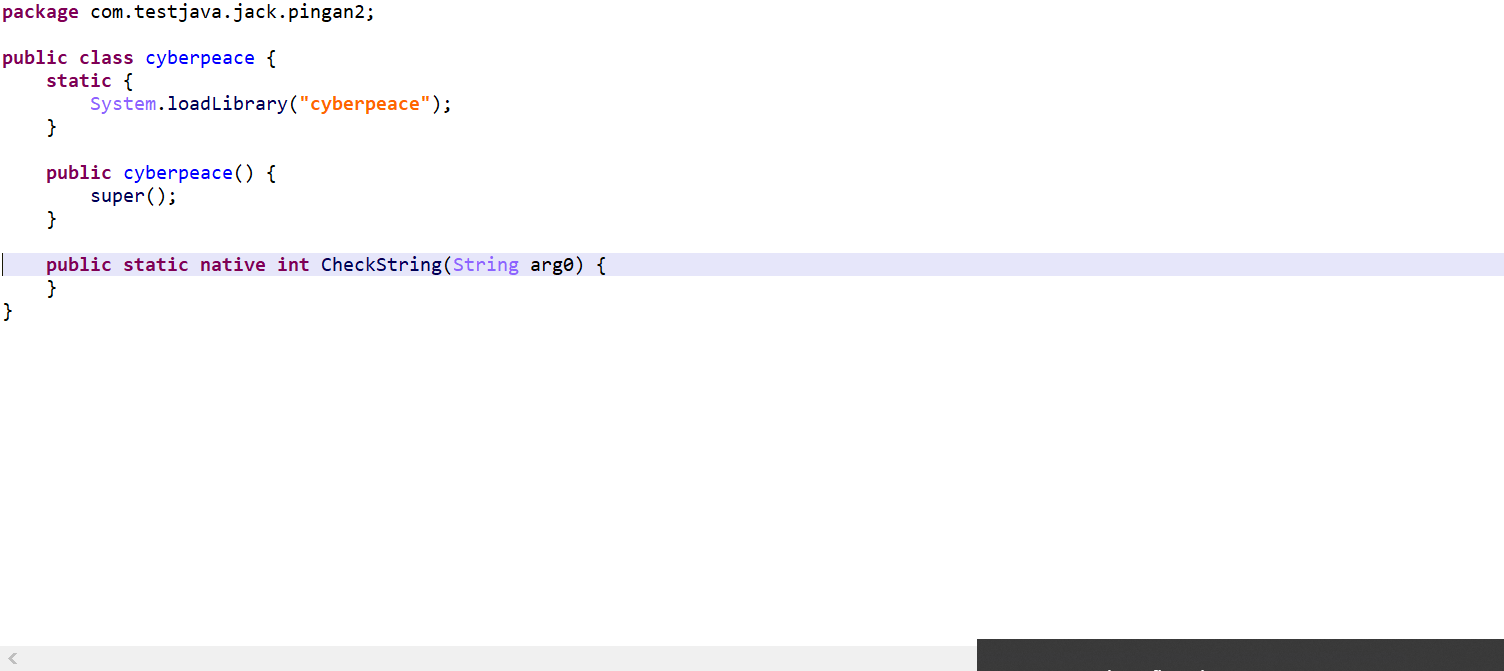 package com.testjava.jack.pingan2;
public class cyberpeace {
static {
System.loadLibrary("cyberpeace");
}
public cyberpeace() {
super();
}
public static native int CheckString(String arg0) {
}
}